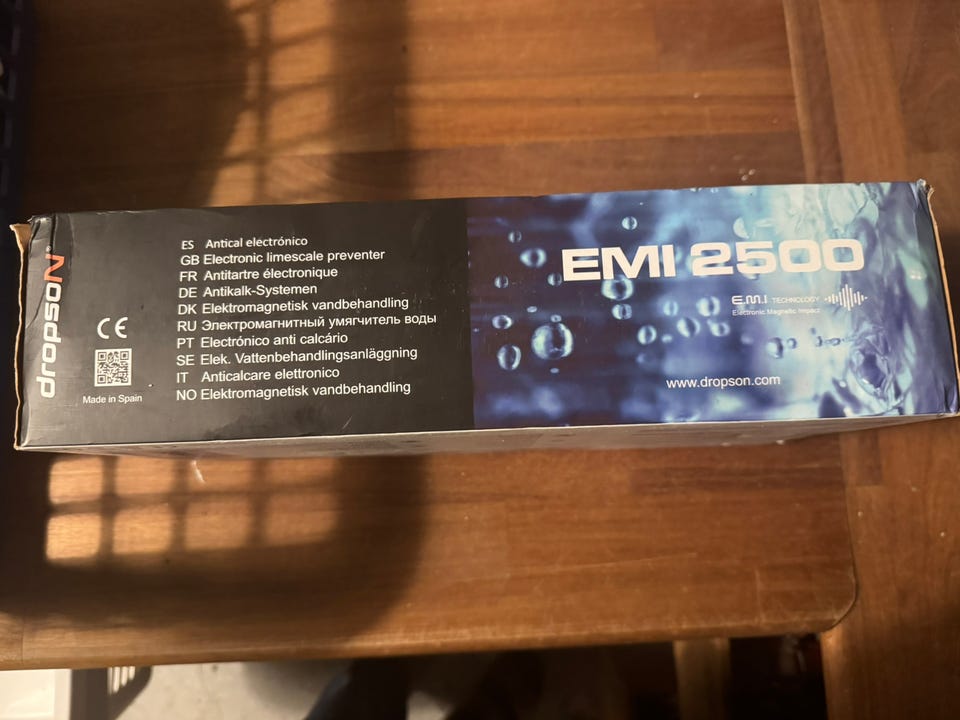 dropsoN®
Made in Spain
ES Antical electrónico
GB Electronic limescale preventer
FR Antitartre électronique
DE Antikalk-Systemen
DK Elektromagnetisk vandbehandling
RU Электромагнитный умягчитель воды
PT Electrónico anti calcário
SE Elek. Vattenbehandlingsanläggning
IT Anticalcare elettronico
NO Elektromagnetisk vandbehandling
EMI 2500
E.M.I TECHNOLOGY
Electronic Magnetic Impact
www.dropson.com